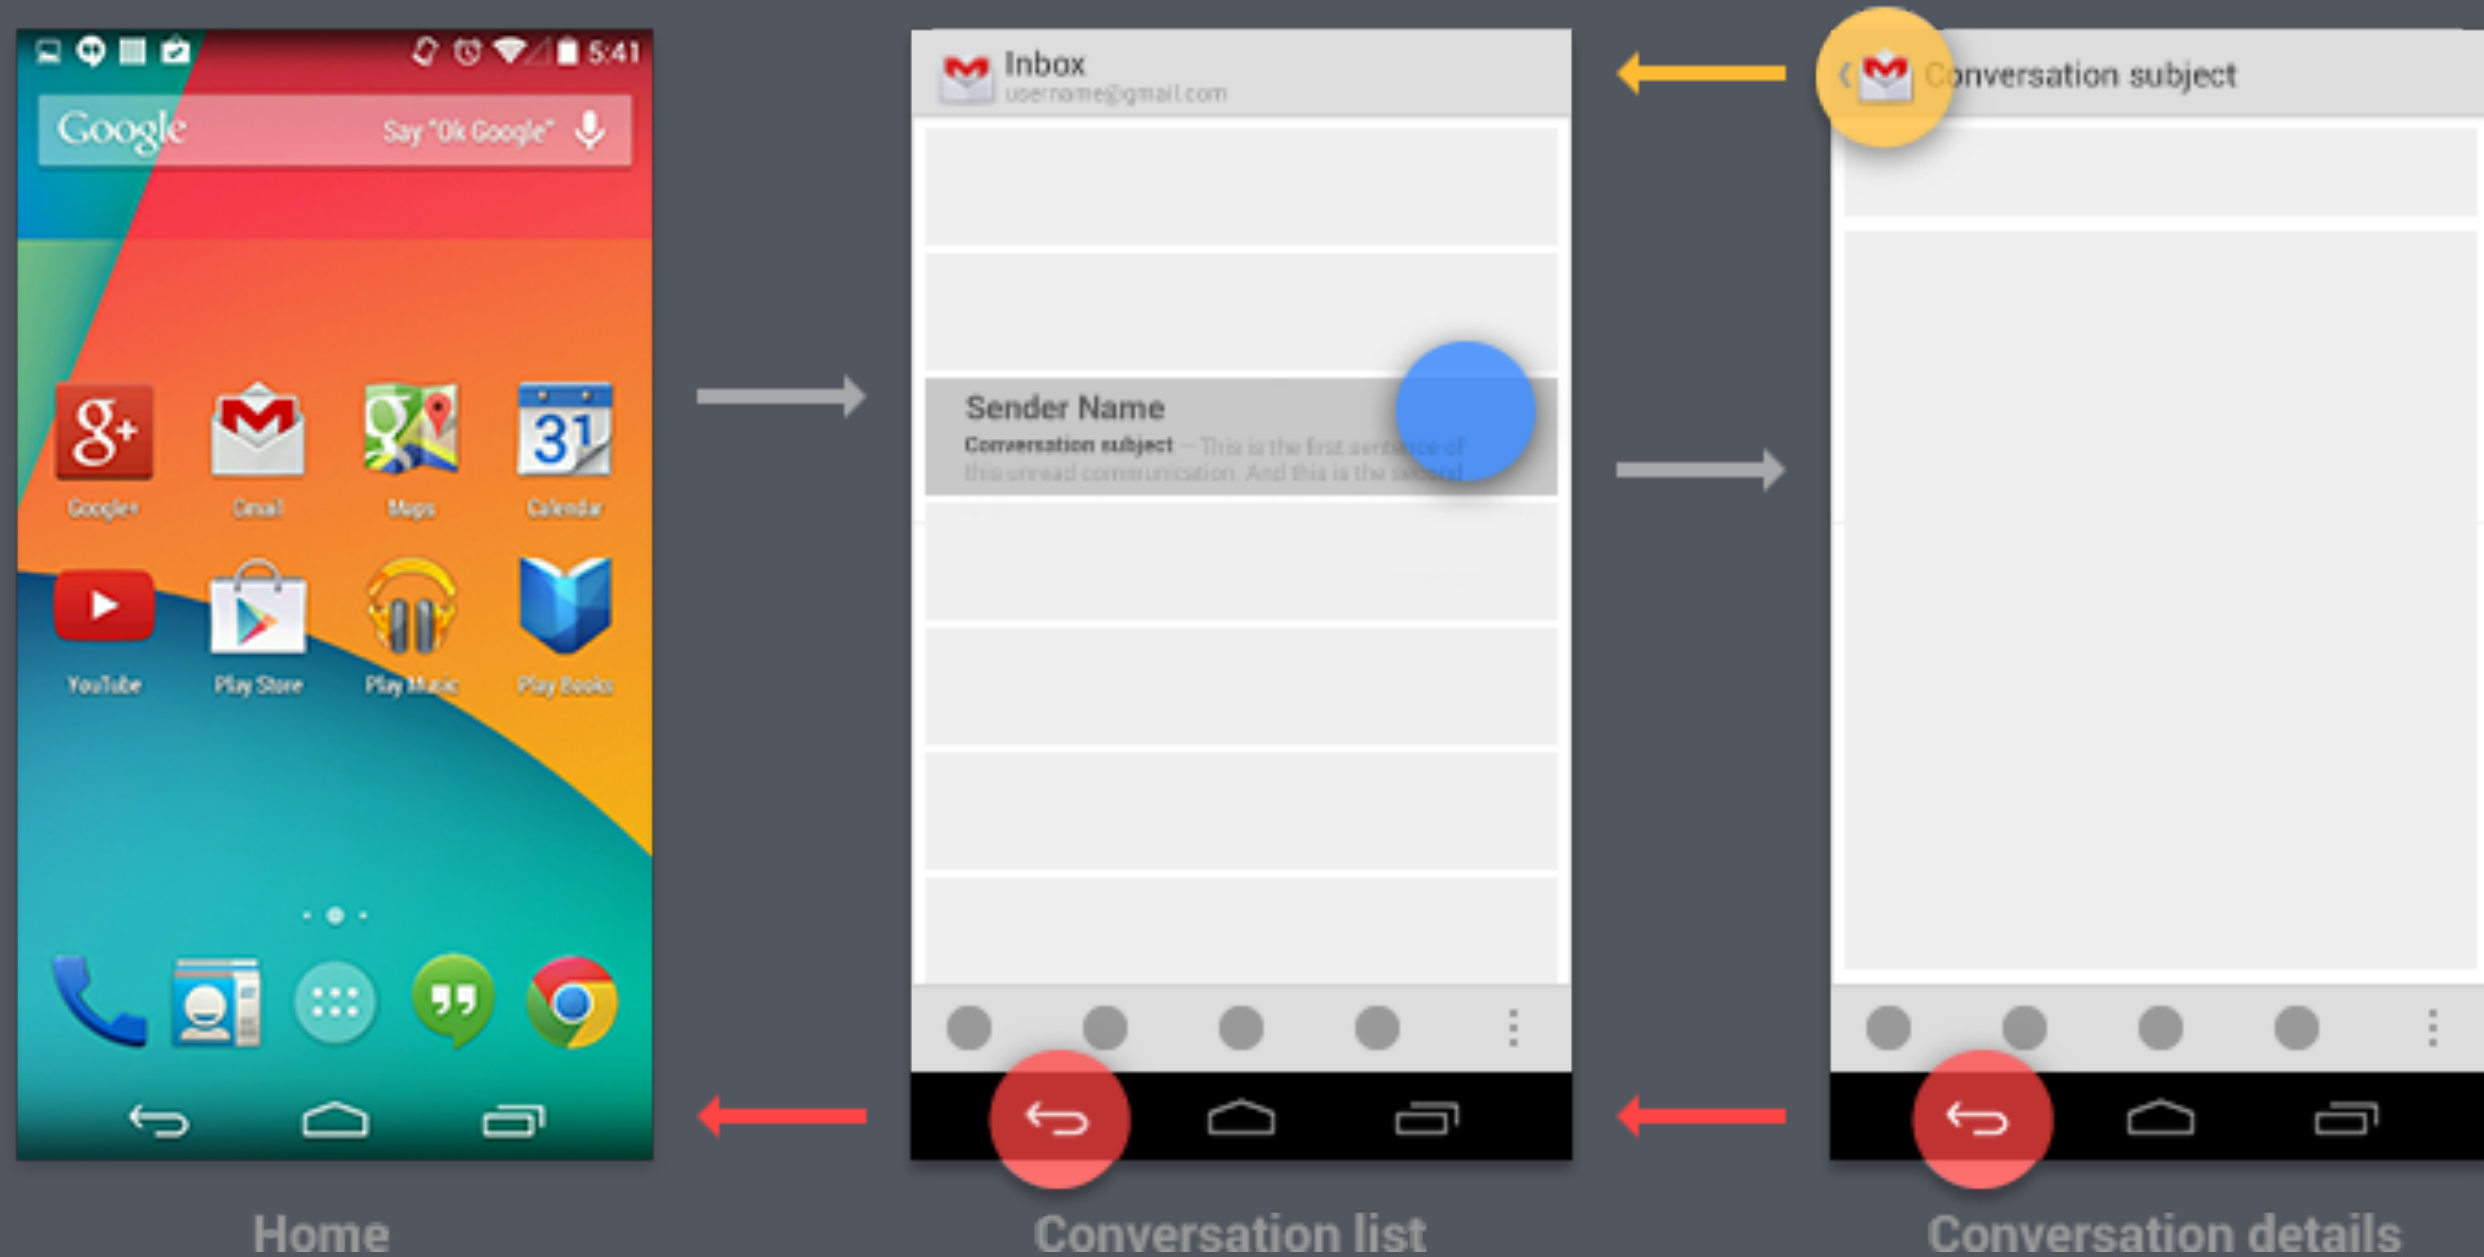 5:41
Google Say "Ok Google"
Google+ Gmail Maps Calendar
31
YouTube Play Store Play Music Play Books
Home
Inbox
username@gmail.com
Sender Name
Conversation subject – This is the first sentence of
this unread communication. And this is the second
Conversation list
Conversation subject
Conversation details